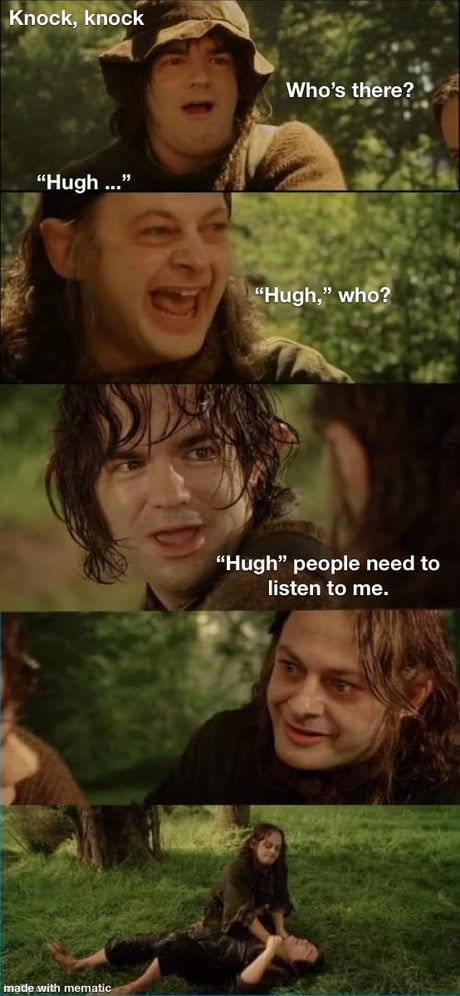 Knock, knock
Who's there?
“Hugh ...”
“Hugh,” who?
“Hugh” people need to
listen to me.
made with mematic